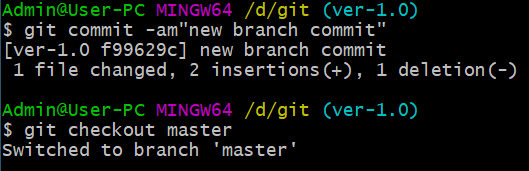 Admin@User-PC MINGW64 /d/git (ver-1.0)
$ git commit -am"new branch commit"
[ver-1.0 f99629c] new branch commit
 1 file changed, 2 insertions(+), 1 deletion(-)

Admin@User-PC MINGW64 /d/git (ver-1.0)
$ git checkout master
Switched to branch 'master'